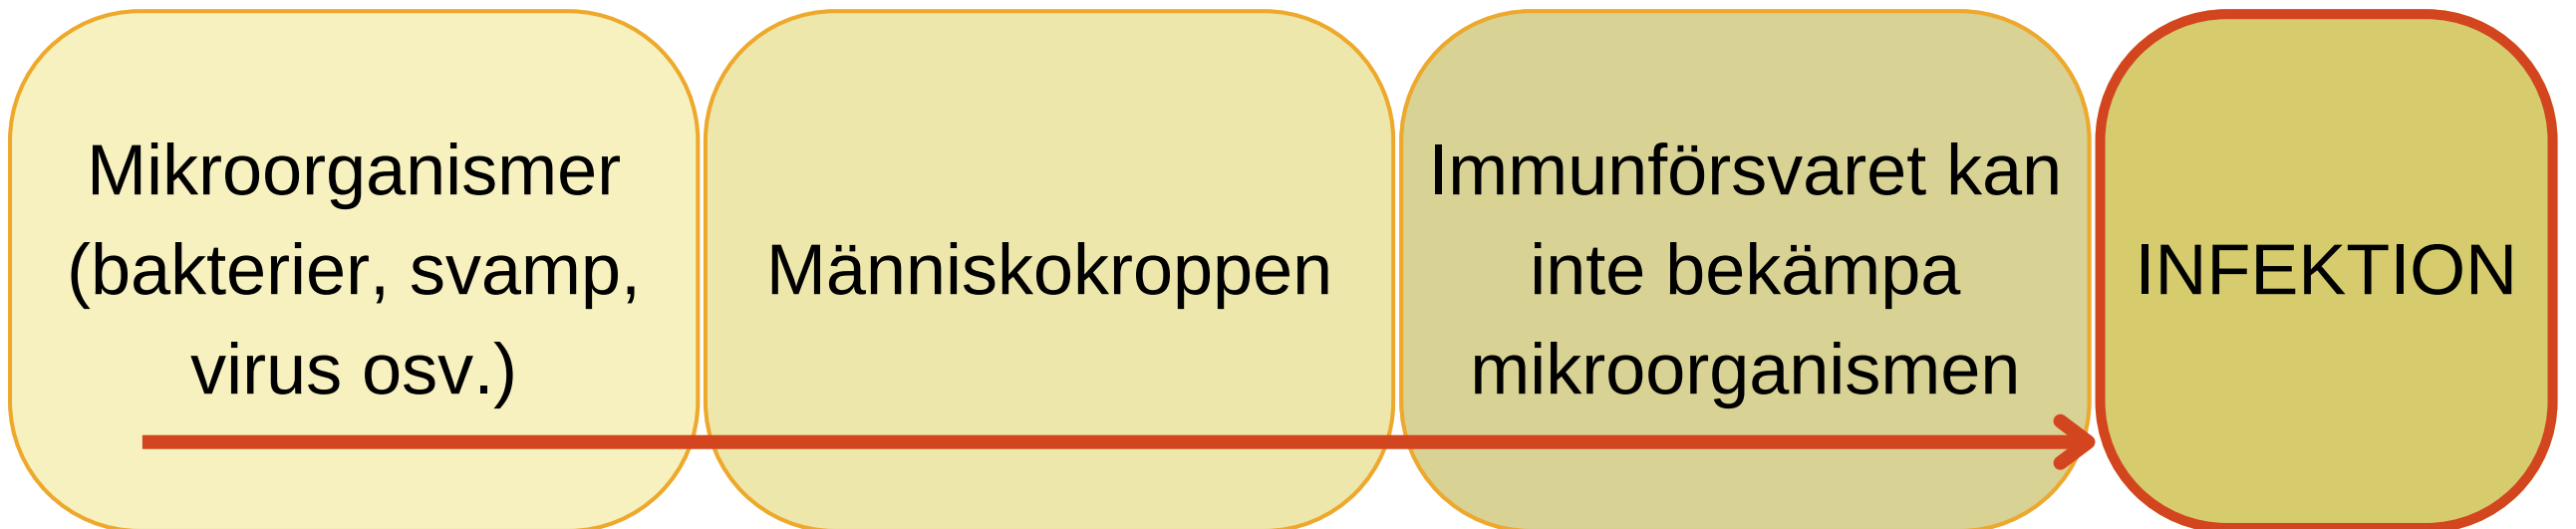 Mikroorganismer
(bakterier, svamp,
virus osv.)
Människokroppen
Immunförsvaret kan
inte bekämpa
mikroorganismen
INFEKTION